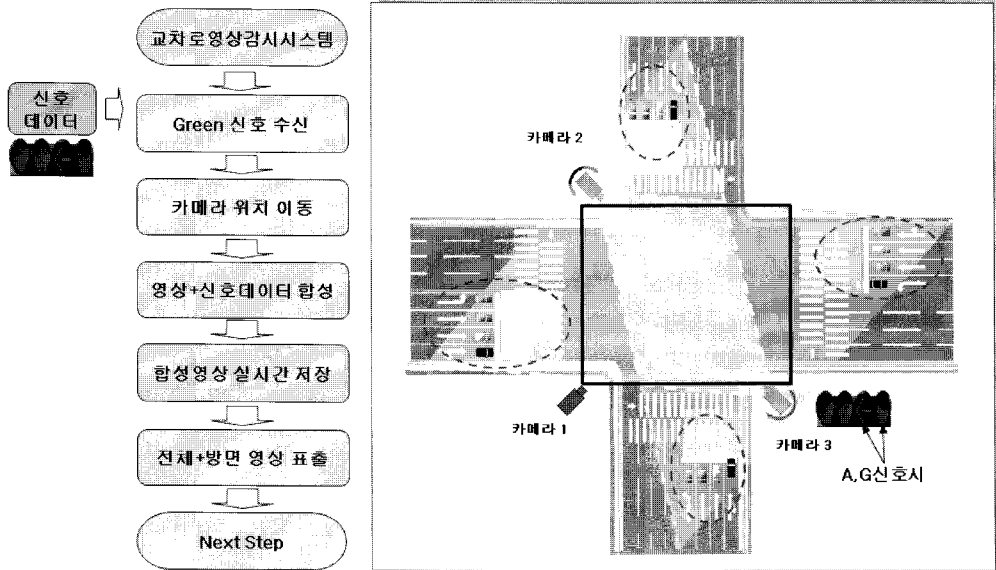 교차로영상감시시스템
신호
데이터
Green 신호 수신
카메라 위치 이동
영상+신호데이터 합성
합성영상 실시간 저장
전체+방면 영상 표출
Next Step
카메라 2
카메라 1
카메라 3
A,G신호시